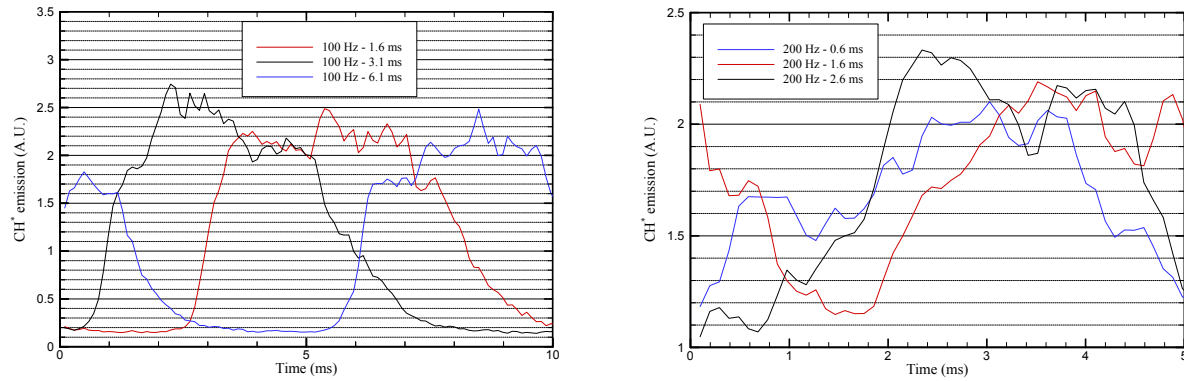 3.5
3
2.5
2
1.5
1
0.5
0
0
5
10
CH* emission (A.U.)
Time (ms)
100 Hz - 1.6 ms
100 Hz - 3.1 ms
100 Hz - 6.1 ms
2.5
2
1.5
1
0
1
2
3
4
5
CH* emission (A.U.)
Time (ms)
200 Hz - 0.6 ms
200 Hz - 1.6 ms
200 Hz - 2.6 ms